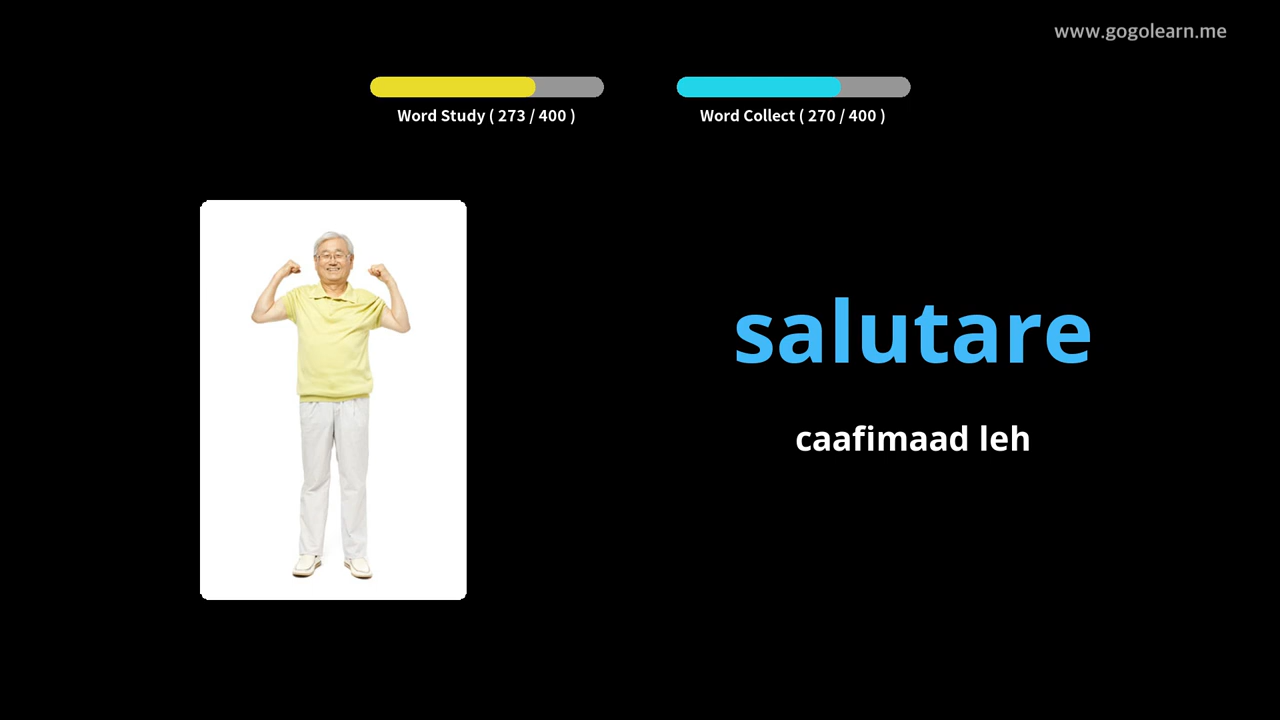 www.gogolearn.me
Word Study ( 273 / 400 )
Word Collect ( 270 / 400 )
salutare
caafimaad leh